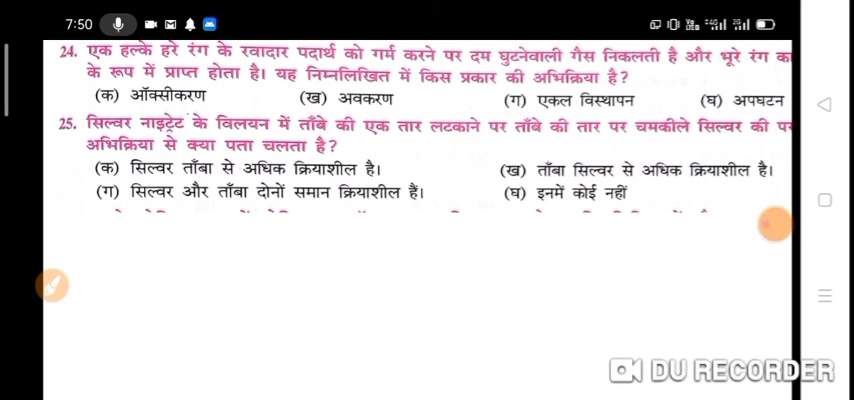 7:50
24. एक हल्के हरे रंग के रवादार पदार्थ को गर्म करने पर दम घुटनेवाली गैस निकलती है और भूरे रंग का
के रूप में प्राप्त होता है। यह निम्नलिखित में किस प्रकार की अभिक्रिया है?
(क) ऑक्सीकरण (ख) अवकरण (ग) एकल विस्थापन (घ) अपघटन
25. सिल्वर नाइट्रेट के विलयन में ताँबे की एक तार लटकाने पर ताँबे की तार पर चमकीले सिल्वर की
अभिक्रिया से क्या पता चलता है?
(क) सिल्वर ताँबा से अधिक क्रियाशील है। (ख) ताँबा सिल्वर से अधिक क्रियाशील है।
(ग) सिल्वर और ताँबा दोनों समान क्रियाशील हैं। (घ) इनमें कोई नहीं
DU RECORDER